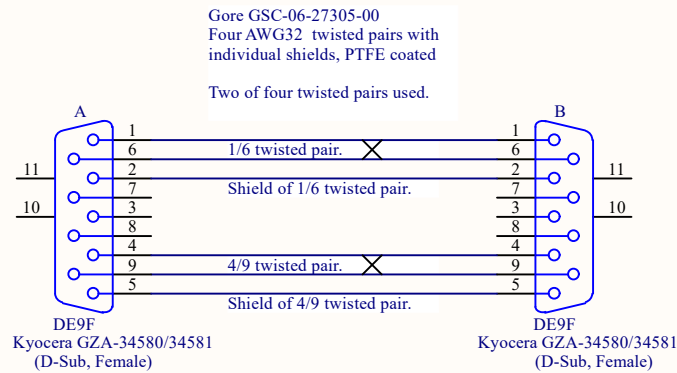 Gore GSC-06-27305-00
Four AWG32 twisted pairs with
individual shields, PTFE coated
Two of four twisted pairs used.
A
B
1
1
6
1/6 twisted pair.
6
11
2
2
11
Shield of 1/6 twisted pair.
7
7
10
3
3
10
8
8
4
4
9
4/9 twisted pair.
9
5
5
Shield of 4/9 twisted pair.
DE9F
DE9F
Kyocera GZA-34580/34581
Kyocera GZA-34580/34581
(D-Sub, Female)
(D-Sub, Female)